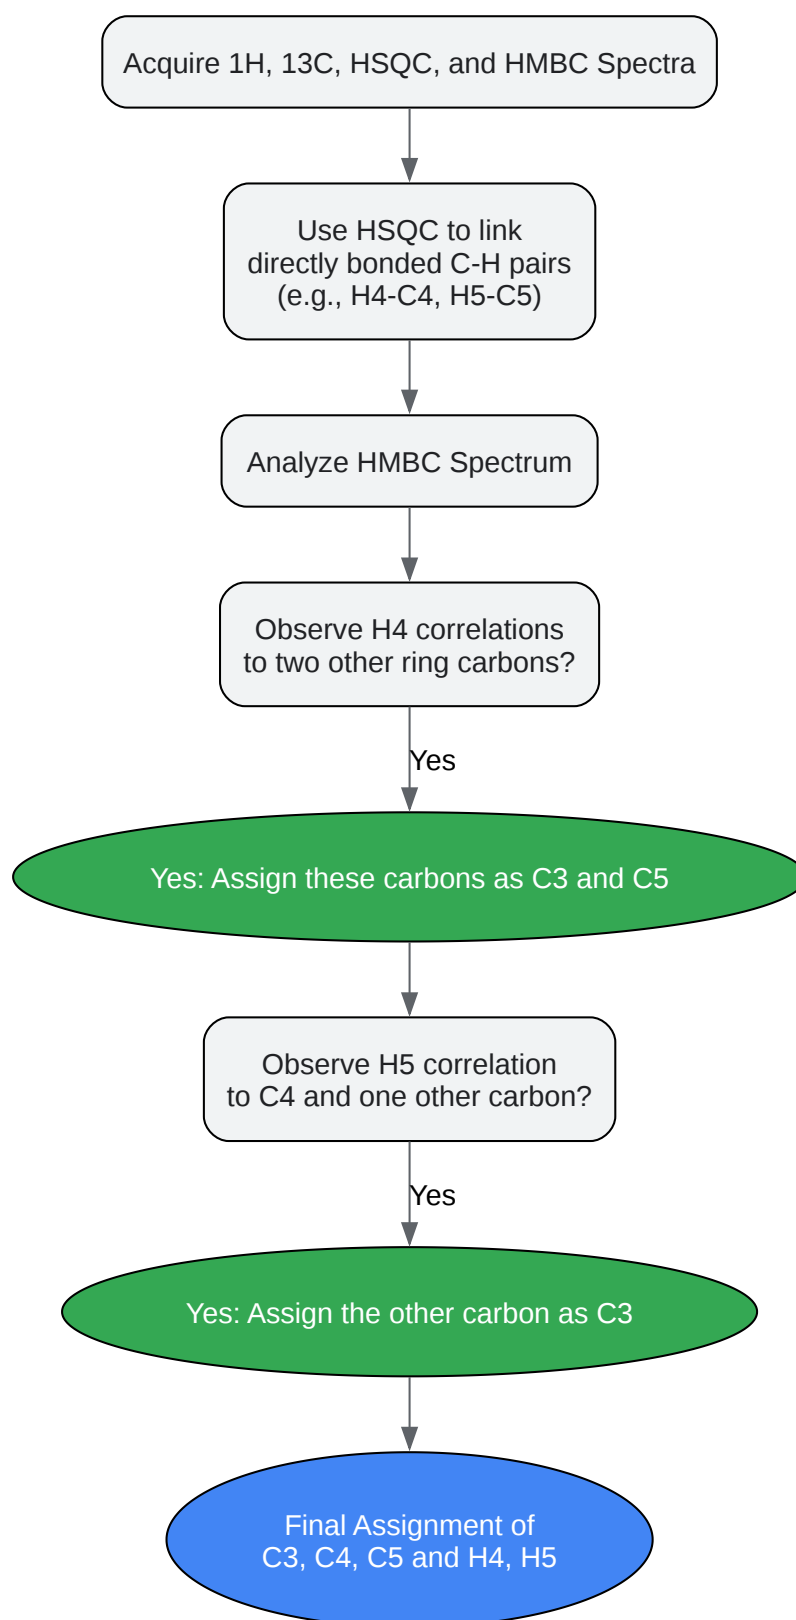 Acquire 1H, 13C, HSQC, and HMBC Spectra
Use HSQC to link
directly bonded C-H pairs
(e.g., H4-C4, H5-C5)
Analyze HMBC Spectrum
Observe H4 correlations
to two other ring carbons?
Yes
Yes: Assign these carbons as C3 and C5
Observe H5 correlation
to C4 and one other carbon?
Yes
Yes: Assign the other carbon as C3
Final Assignment of
C3, C4, C5 and H4, H5